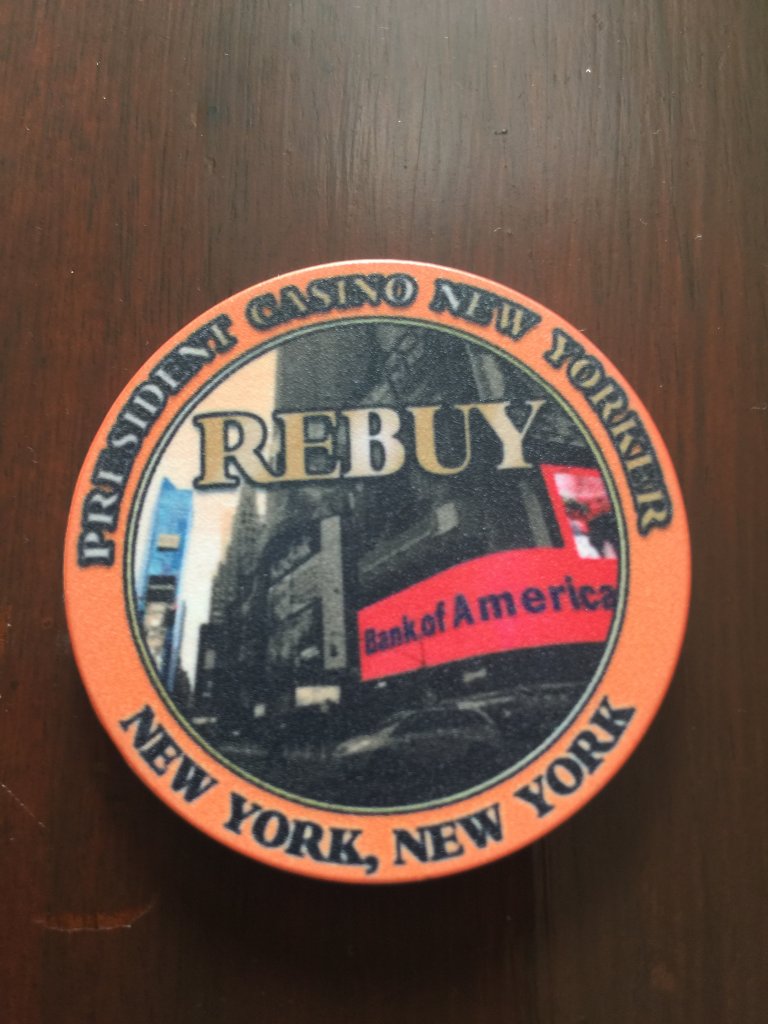 PRESIDENT CASINO NEW YORKER
REBUY
Bank of America
NEW YORK, NEW YORK